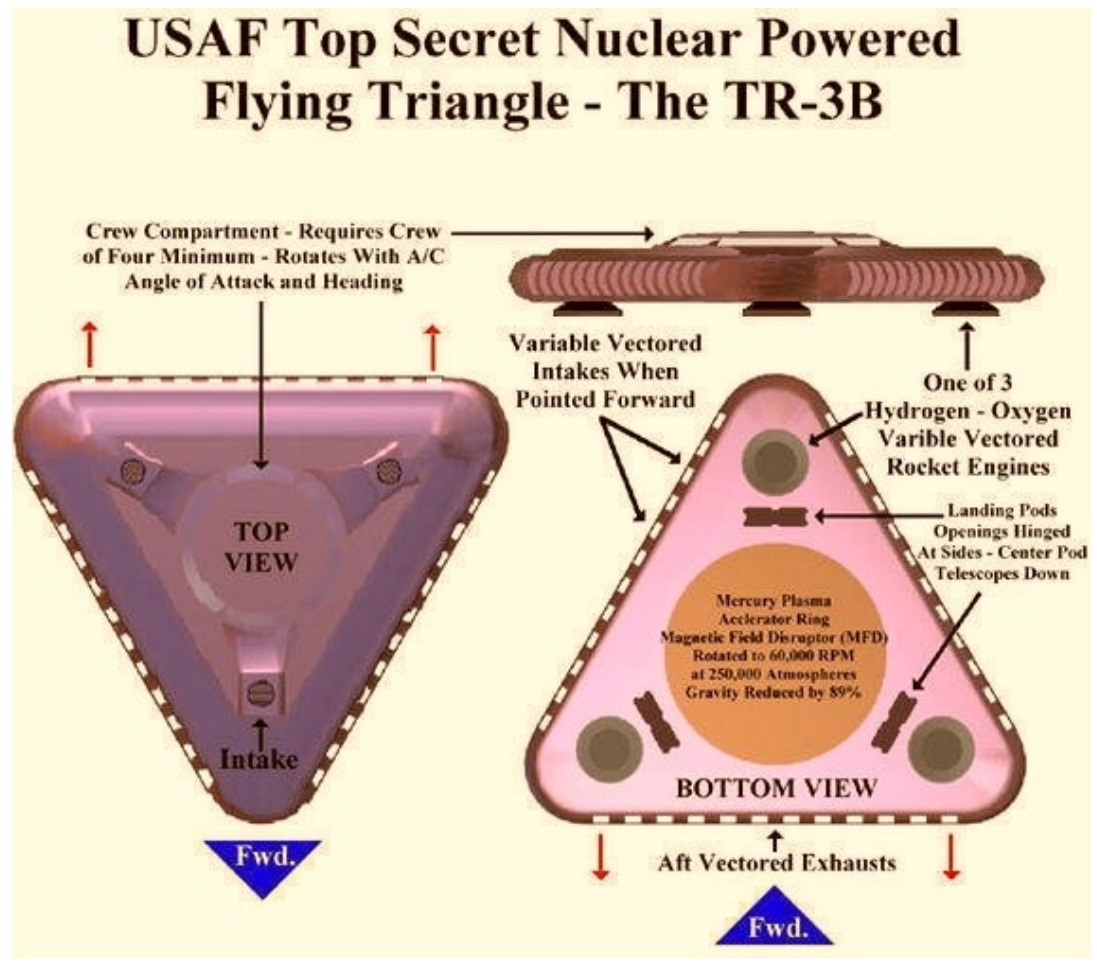 USAF Top Secret Nuclear Powered
Flying Triangle - The TR-3B
Crew Compartment - Requires Crew
of Four Minimum - Rotates With A/C
Angle of Attack and Heading
Variable Vectored
Intakes When
Pointed Forward
One of 3
Hydrogen - Oxygen
Varible Vectored
Rocket Engines
Landing Pods
Openings Hinged
At Sides - Center Pod
Telescopes Down
TOP
VIEW
Intake
Fwd.
Mercury Plasma
Acclerator Ring
Magnetic Field Disruptor (MFD)
Rotated to 60,000 RPM
at 250,000 Atmospheres
Gravity Reduced by 89%
BOTTOM VIEW
Aft Vectored Exhausts
Fwd.